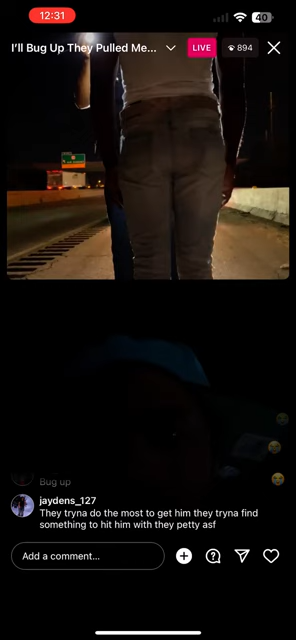 12:31
40
I'll Bug Up They Pulled Me...
LIVE
894
Bug up
jaydens_127
They tryna do the most to get him they tryna find
something to hit him with they petty asf
Add a comment...